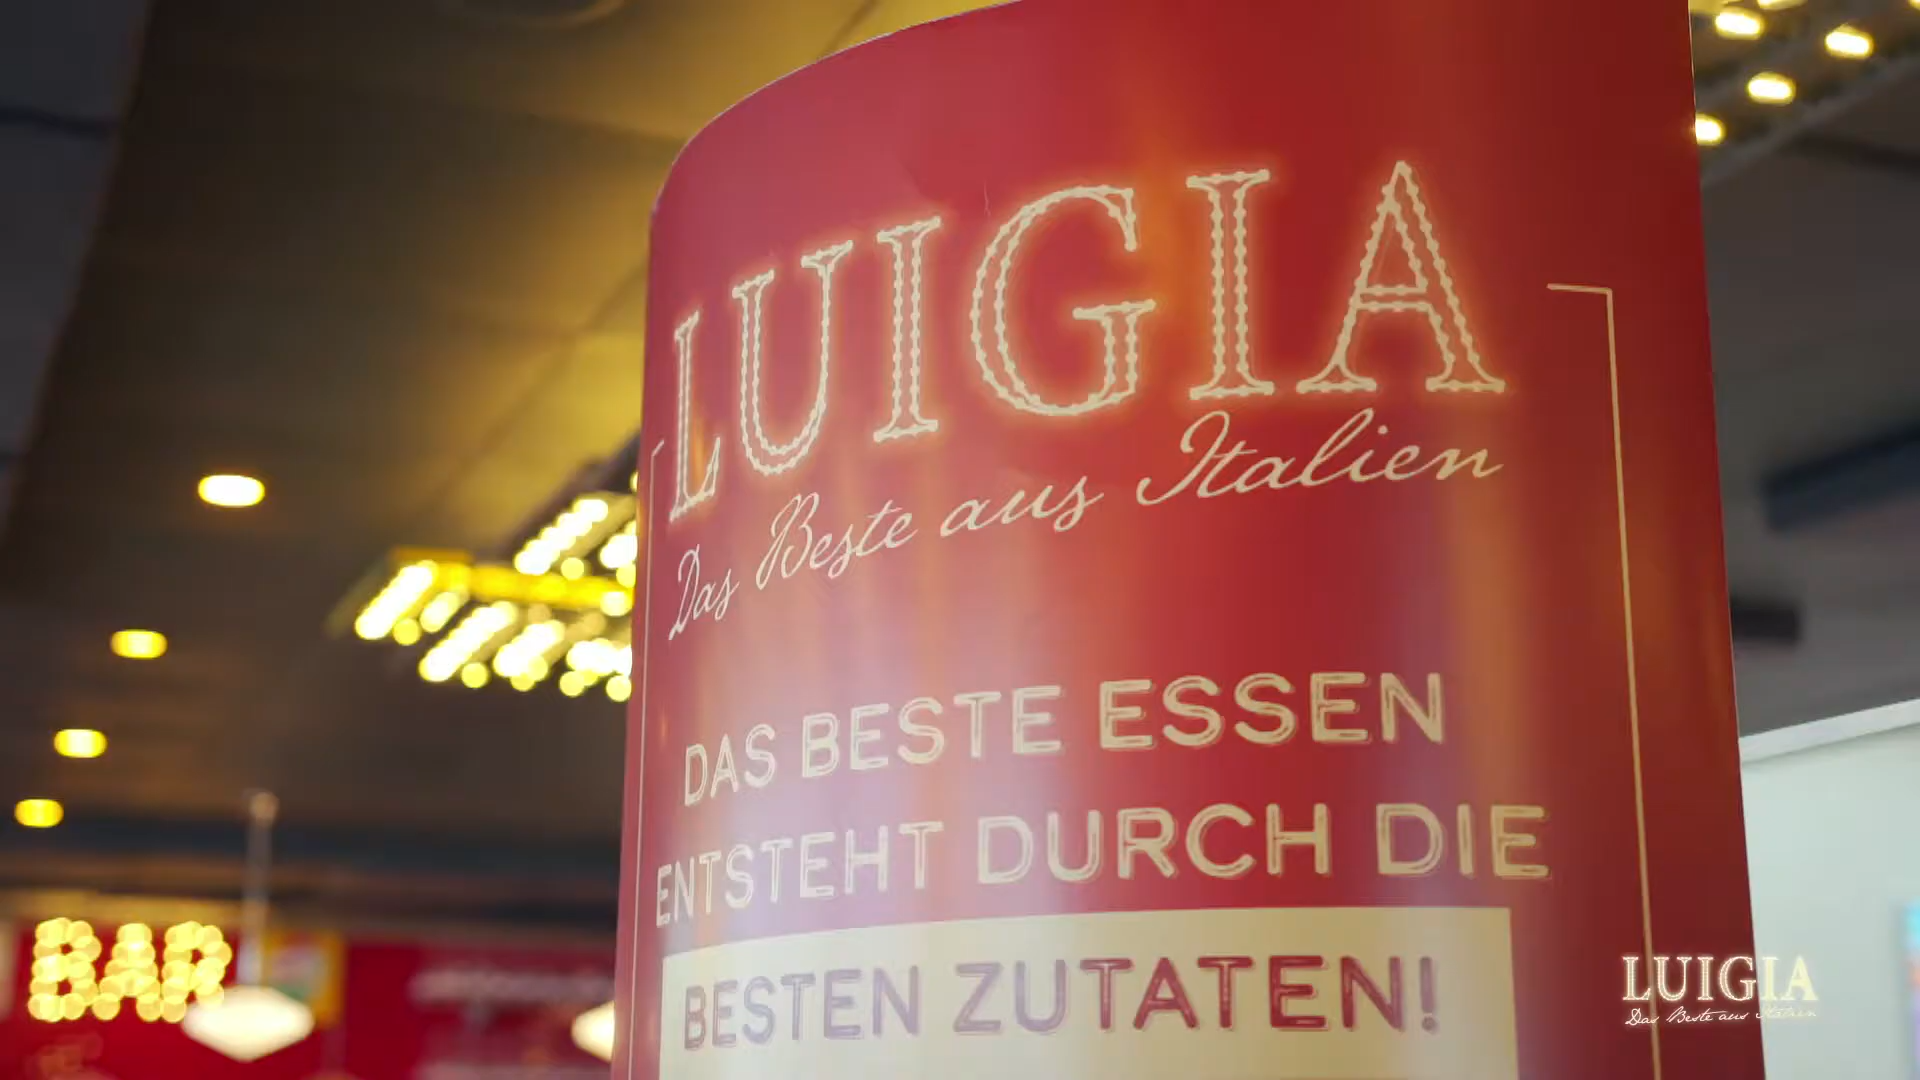 LUIGIA
Das Beste aus Italien
DAS BESTE ESSEN
ENTSTEHT DURCH DIE
BESTEN ZUTATEN!
BAR
LUIGIA
Das Beste aus Italien